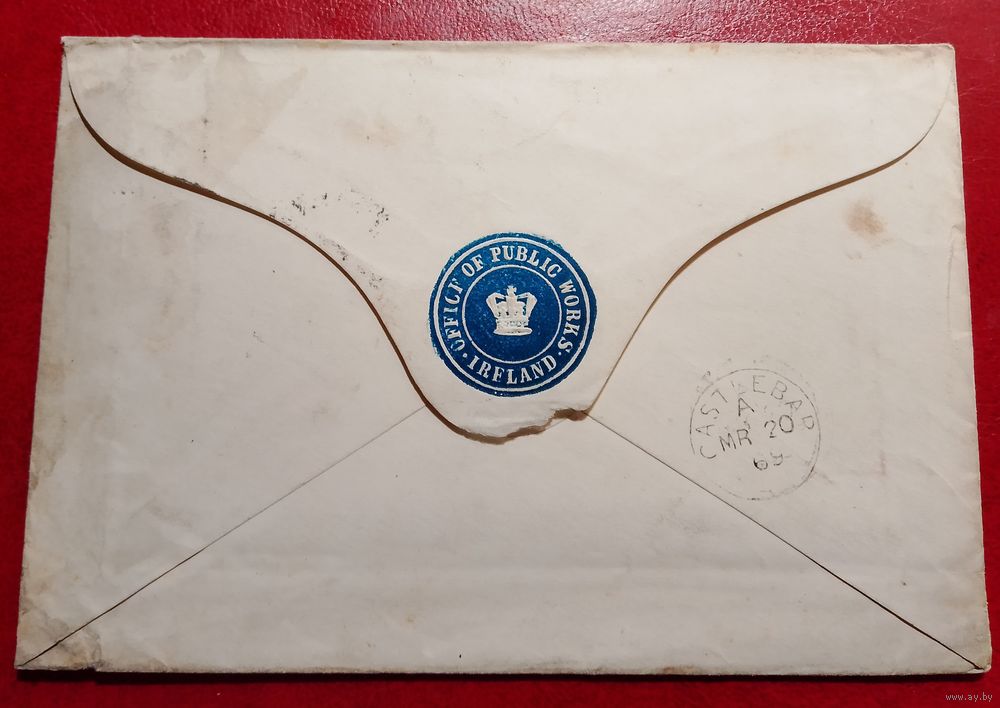 OFFICE OF PUBLIC WORKS
· IRELAND ·
CASTLEBAR
A
MR 20
69
www.ay.by